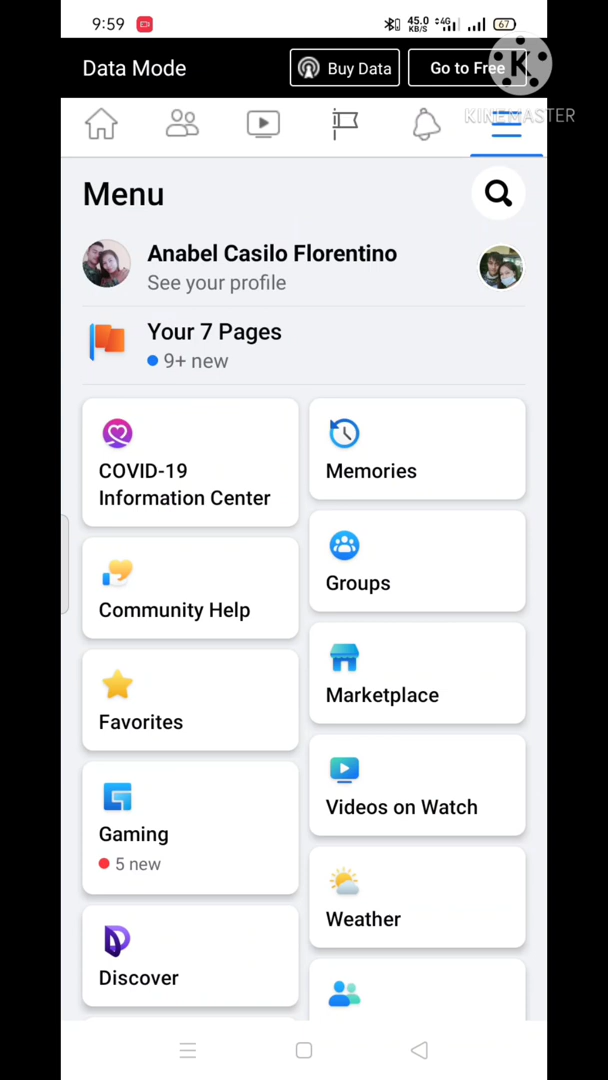 9:59
45.0
KB/S
4G
67
Data Mode
Buy Data
Go to Free
K
KINEMASTER
Menu
Anabel Casilo Florentino
See your profile
Your 7 Pages
9+ new
COVID-19
Information Center
Memories
Community Help
Groups
Favorites
Marketplace
Gaming
5 new
Videos on Watch
Discover
Weather